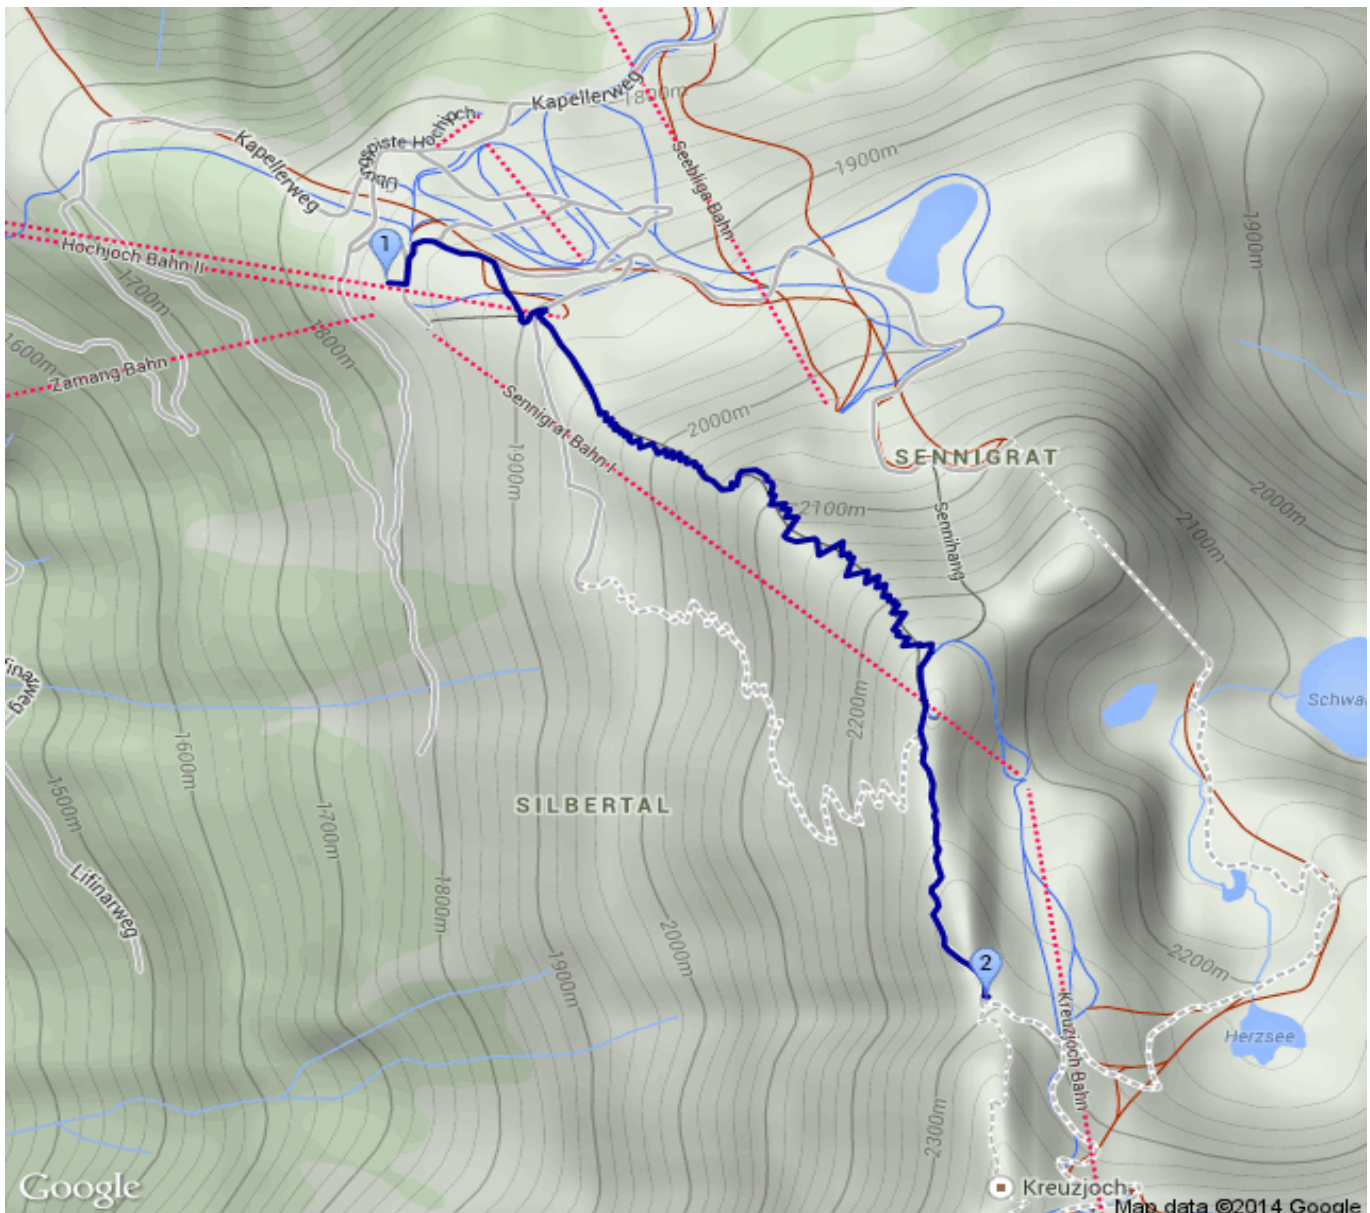 Kapellerweg
1800m
Hochjoch
Kapellerweg
Seebliga Bahn
1900m
1900m
1
Hochjoch Bahn II
1700m
1800m
1600m
Zamang Bahn
Sennigrat Bahn I
2000m
1900m
SENNIGRAT
2000m
2100m
2100m
Sennihang
2200m
Schwa
1600m
1500m
SILBERTAL
1700m
Lifinarweg
1800m
2000m
1900m
2
2200m
Kreuzjoch Bahn
Herzsee
2300m
Kreuzjoch
Google
Map data ©2014 Google